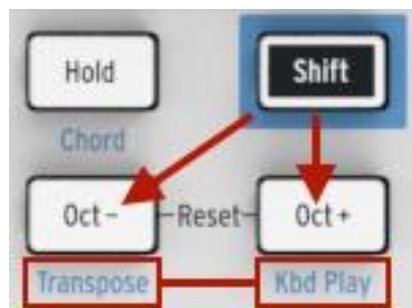 Hold Shift
Chord
Oct - Reset Oct +
Transpose Kbd Play